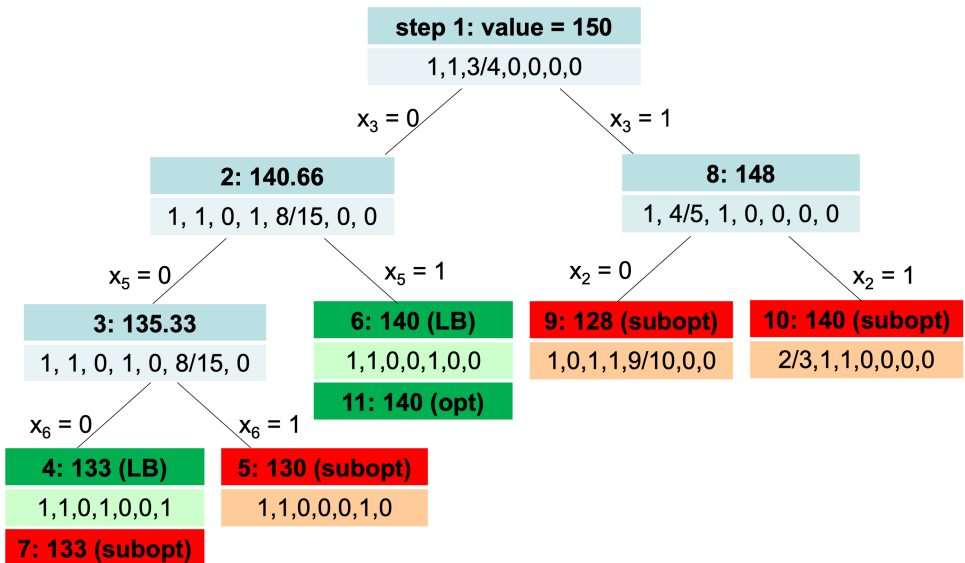 step 1: value = 150
1,1,3/4,0,0,0,0
x3 = 0
x3 = 1
2: 140.66
1, 1, 0, 1, 8/15, 0, 0
8: 148
1, 4/5, 1, 0, 0, 0, 0
x5 = 0
x5 = 1
x2 = 0
x2 = 1
3: 135.33
1, 1, 0, 1, 0, 8/15, 0
6: 140 (LB)
1,1,0,0,1,0,0
11: 140 (opt)
9: 128 (subopt)
1,0,1,1,9/10,0,0
10: 140 (subopt)
2/3,1,1,0,0,0,0
x6 = 0
x6 = 1
4: 133 (LB)
1,1,0,1,0,0,1
7: 133 (subopt)
5: 130 (subopt)
1,1,0,0,0,1,0